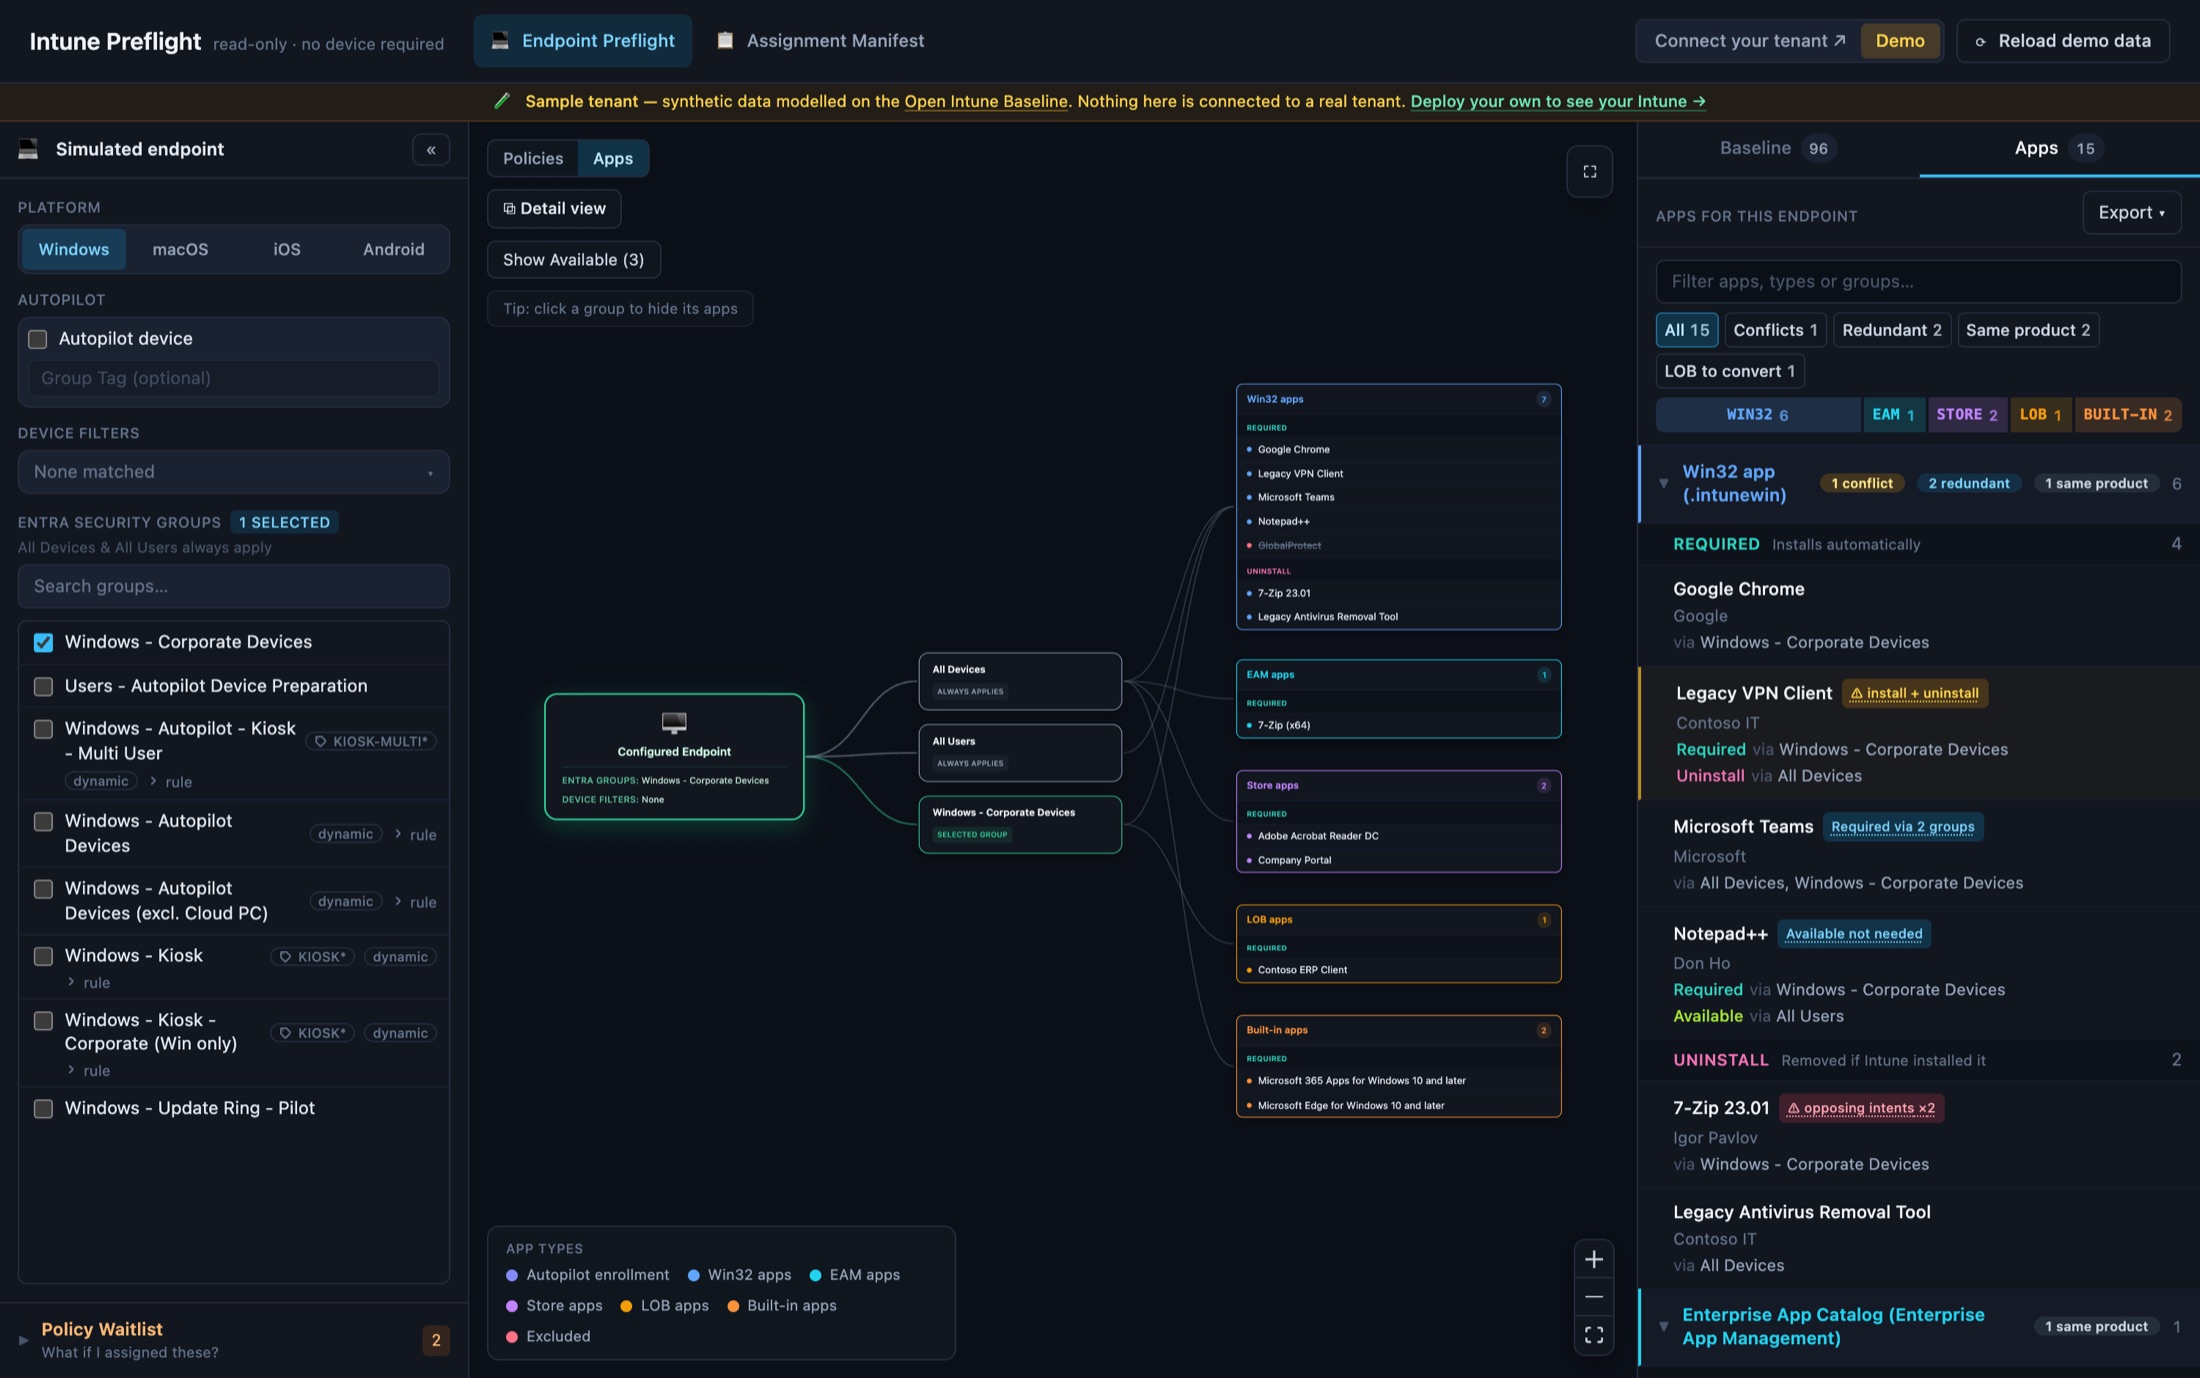 Intune Preflight read-only · no device required
Endpoint Preflight
Assignment Manifest
Connect your tenant ↗ Demo
Reload demo data
Sample tenant — synthetic data modelled on the Open Intune Baseline. Nothing here is connected to a real tenant. Deploy your own to see your Intune →
Simulated endpoint
«
PLATFORM
Windows macOS iOS Android
AUTOPILOT
Autopilot device
Group Tag (optional)
DEVICE FILTERS
None matched
ENTRA SECURITY GROUPS 1 SELECTED
All Devices & All Users always apply
Search groups...
Windows - Corporate Devices
Users - Autopilot Device Preparation
Windows - Autopilot - Kiosk
- Multi User
KIOSK-MULTI*
dynamic › rule
Windows - Autopilot
Devices
dynamic › rule
Windows - Autopilot
Devices (excl. Cloud PC)
dynamic › rule
Windows - Kiosk KIOSK* dynamic
› rule
Windows - Kiosk -
Corporate (Win only)
KIOSK* dynamic
› rule
Windows - Update Ring - Pilot
Policy Waitlist
What if I assigned these?
2
Policies Apps
Detail view
Show Available (3)
Tip: click a group to hide its apps
Configured Endpoint
ENTRA GROUPS: Windows - Corporate Devices
DEVICE FILTERS: None
All Devices
ALWAYS APPLIES
All Users
ALWAYS APPLIES
Windows - Corporate Devices
SELECTED GROUP
Win32 apps 7
REQUIRED
Google Chrome
Legacy VPN Client
Microsoft Teams
Notepad++
GlobalProtect
UNINSTALL
7-Zip 23.01
Legacy Antivirus Removal Tool
EAM apps 1
REQUIRED
7-Zip (x64)
Store apps 2
REQUIRED
Adobe Acrobat Reader DC
Company Portal
LOB apps 1
REQUIRED
Contoso ERP Client
Built-in apps 2
REQUIRED
Microsoft 365 Apps for Windows 10 and later
Microsoft Edge for Windows 10 and later
APP TYPES
Autopilot enrollment Win32 apps EAM apps
Store apps LOB apps Built-in apps
Excluded
Baseline 96
Apps 15
APPS FOR THIS ENDPOINT
Export ▾
Filter apps, types or groups...
All 15 Conflicts 1 Redundant 2 Same product 2
LOB to convert 1
WIN32 6 EAM 1 STORE 2 LOB 1 BUILT-IN 2
Win32 app
(.intunewin)
1 conflict 2 redundant 1 same product 6
REQUIRED Installs automatically 4
Google Chrome
Google
via Windows - Corporate Devices
Legacy VPN Client ⚠ install + uninstall
Contoso IT
Required via Windows - Corporate Devices
Uninstall via All Devices
Microsoft Teams Required via 2 groups
Microsoft
via All Devices, Windows - Corporate Devices
Notepad++ Available not needed
Don Ho
Required via Windows - Corporate Devices
Available via All Users
UNINSTALL Removed if Intune installed it 2
7-Zip 23.01 ⚠ opposing intents ×2
Igor Pavlov
via Windows - Corporate Devices
Legacy Antivirus Removal Tool
Contoso IT
via All Devices
Enterprise App Catalog (Enterprise
App Management)
1 same product 1